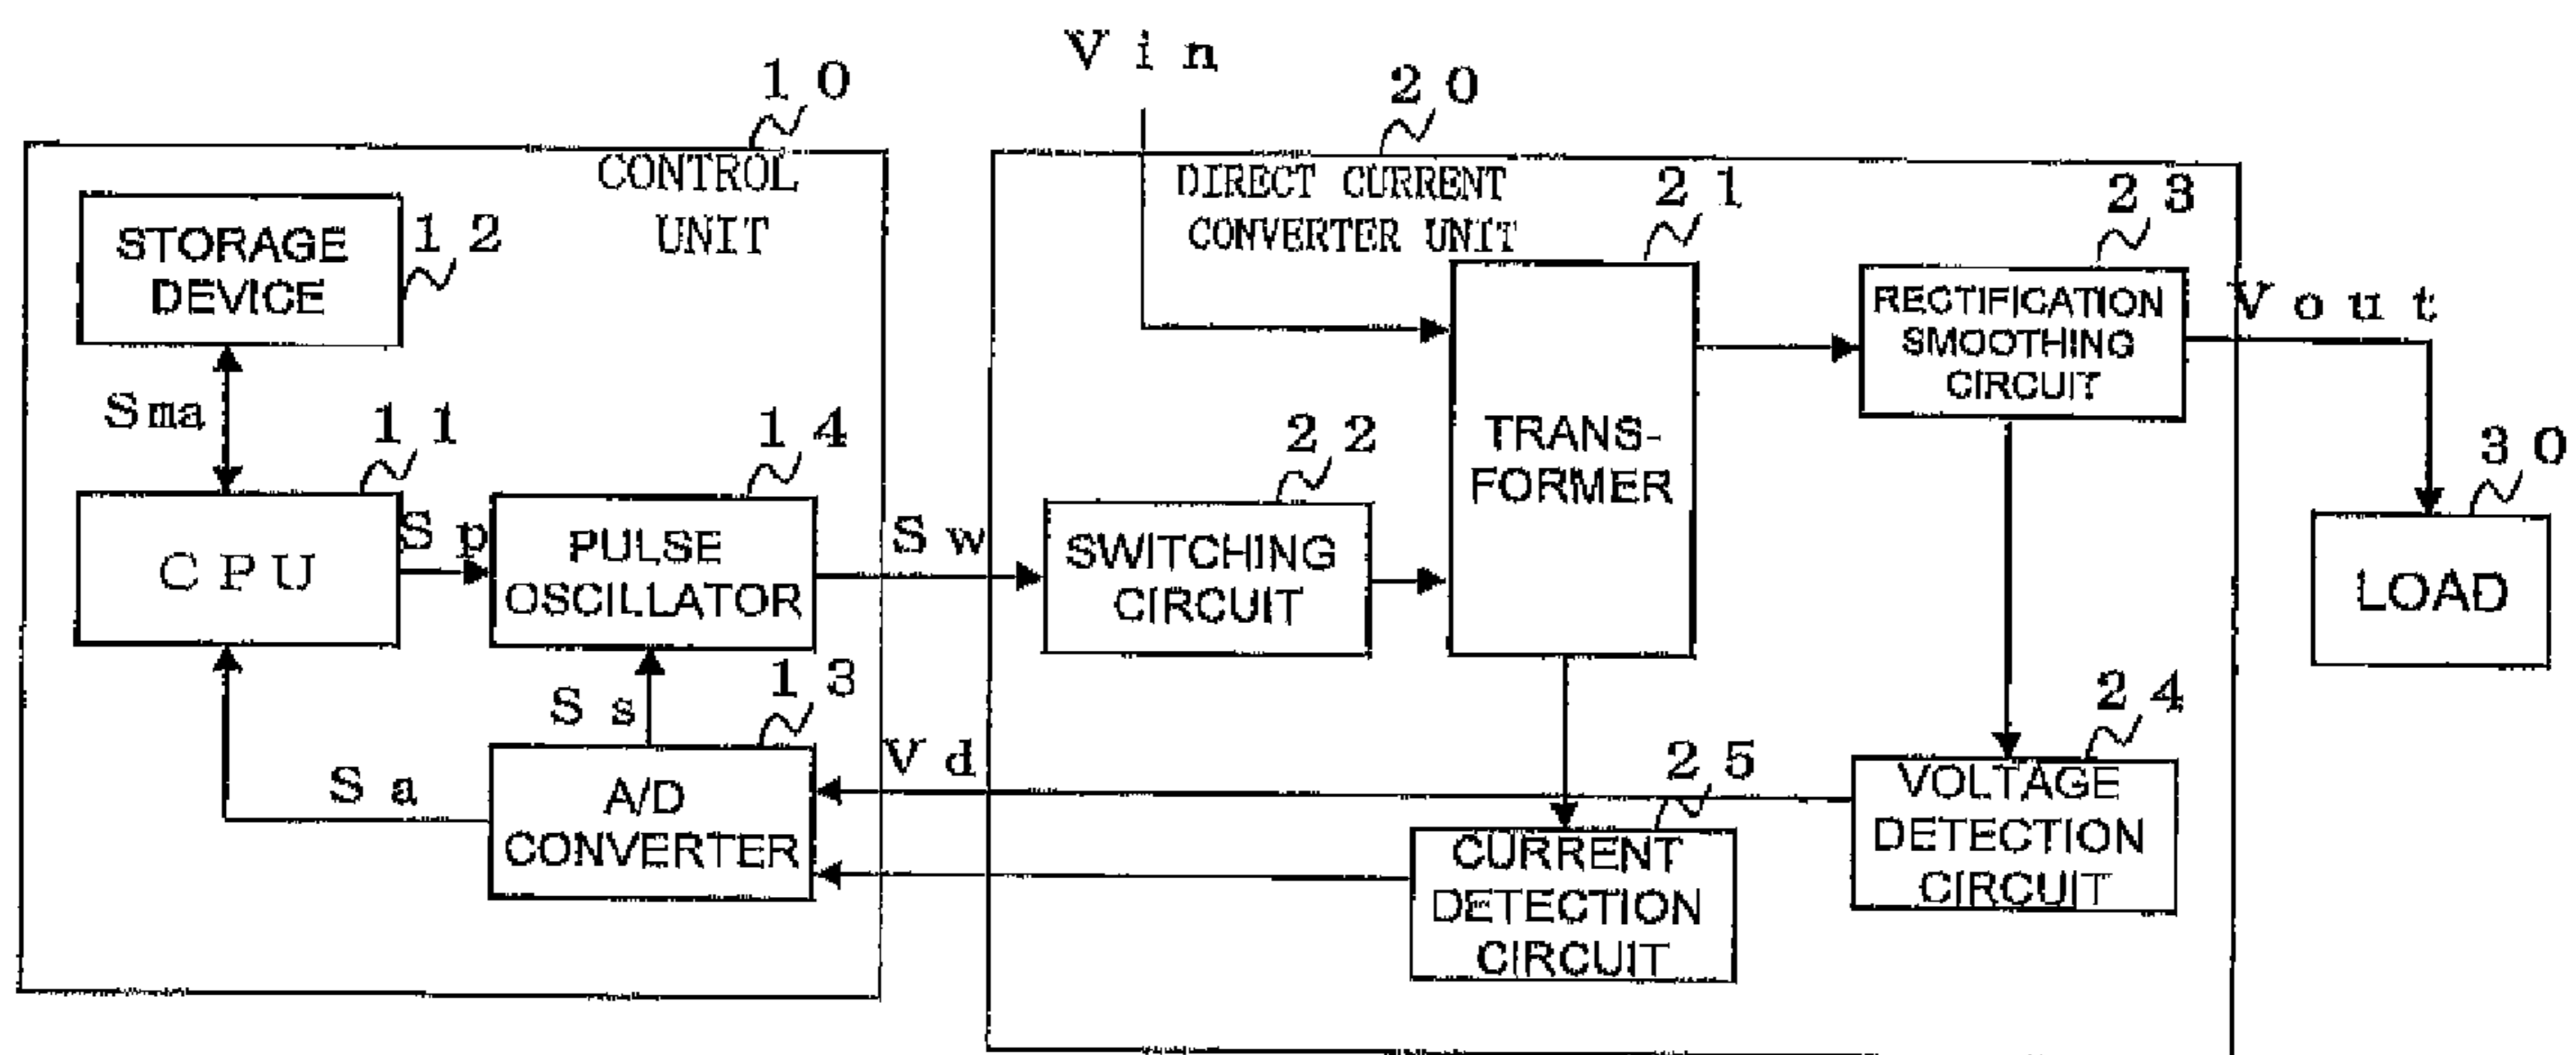 V i n
1 0
2 0
CONTROL
UNIT
DIRECT CURRENT
CONVERTER UNIT
STORAGE
DEVICE
1 2
2 1
2 3
RECTIFICATION
SMOOTHING
CIRCUIT
V o u t
Sma
1 1
1 4
2 2
TRANS-
FORMER
3 0
C P U
S p
PULSE
OSCILLATOR
S w
SWITCHING
CIRCUIT
LOAD
S s
1 3
2 4
S a
A/D
CONVERTER
V d
2 5
VOLTAGE
DETECTION
CIRCUIT
CURRENT
DETECTION
CIRCUIT